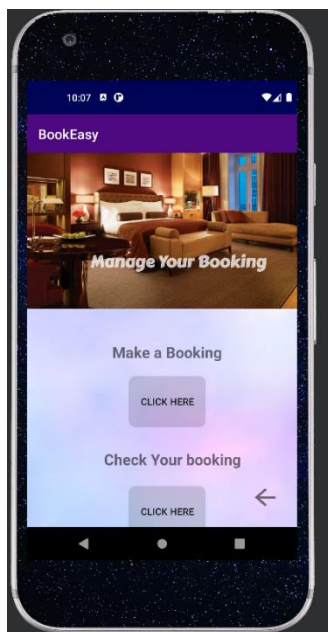 10:07
BookEasy
Manage Your Booking
Make a Booking
CLICK HERE
Check Your booking
CLICK HERE